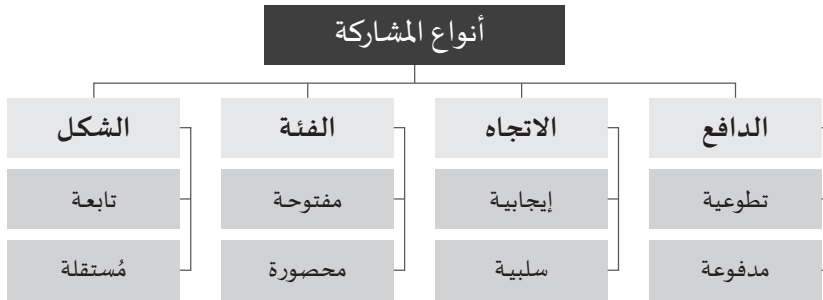 أنواع المشاركة
الدافع
الاتجاه
الفئة
الشكل
تطوعية
إيجابية
مفتوحة
تابعة
مدفوعة
سلبية
محصورة
مُستقلة